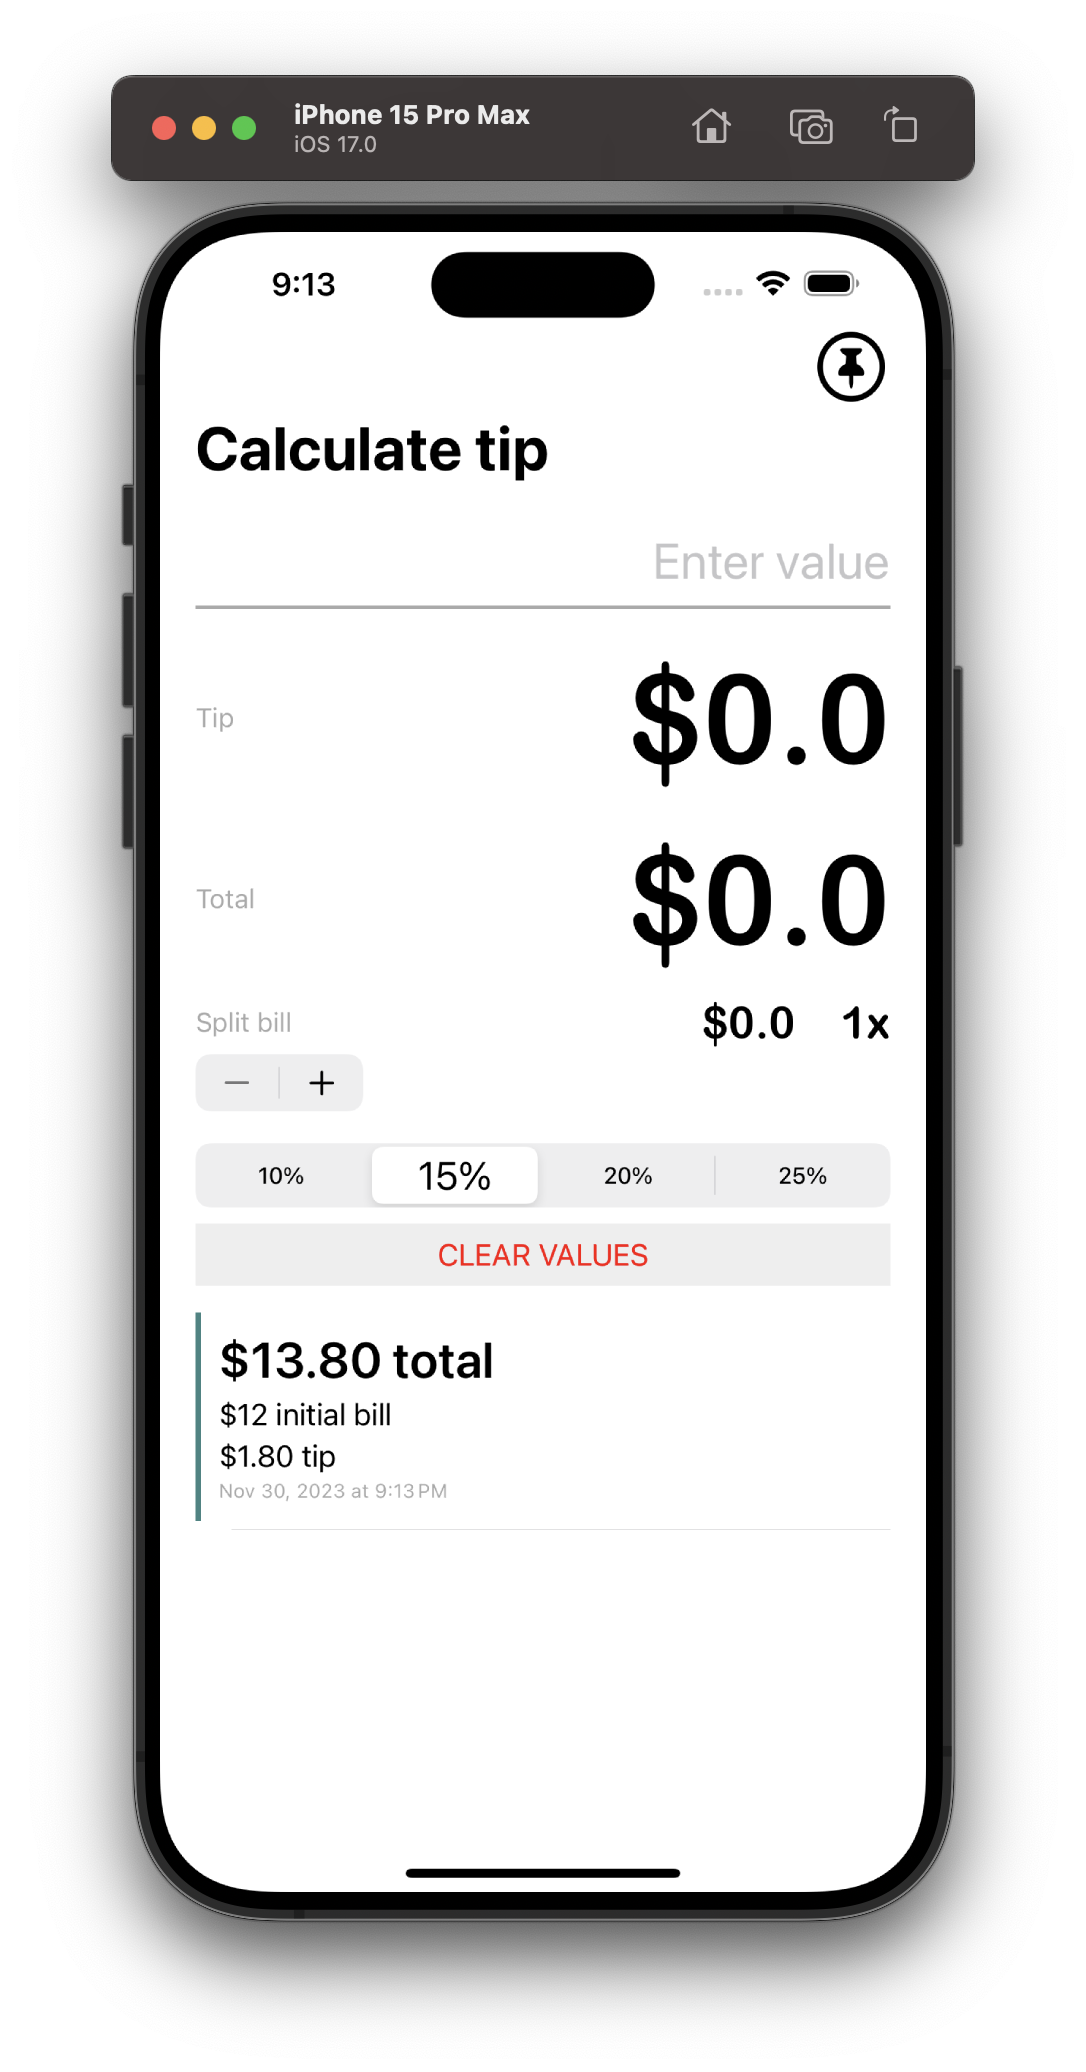 iPhone 15 Pro Max
iOS 17.0
9:13
Calculate tip
Enter value
Tip $0.0
Total $0.0
Split bill $0.0 1x
− +
10% 15% 20% 25%
CLEAR VALUES
$13.80 total
$12 initial bill
$1.80 tip
Nov 30, 2023 at 9:13 PM